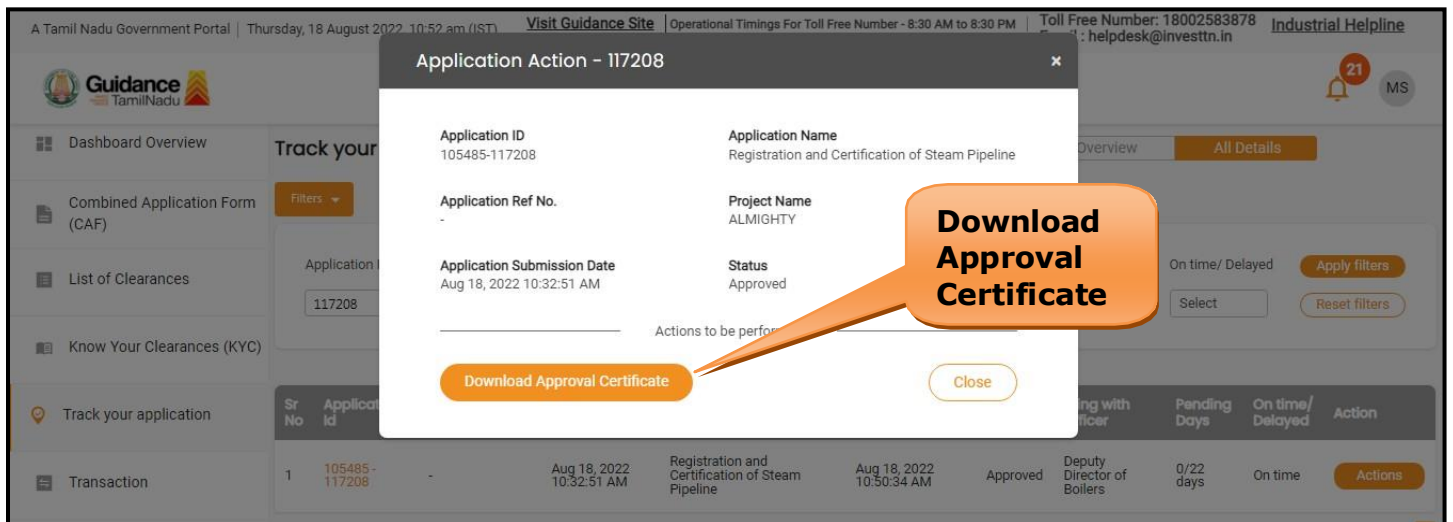 A Tamil Nadu Government Portal | Thursday, 18 August 2022 10:52 am (IST) Visit Guidance Site Operational Timings For Toll Free Number - 8:30 AM to 8:30 PM Toll Free Number: 18002583878 Industrial Helpline
: helpdesk@investtn.in
Guidance
TamilNadu
21
MS
Application Action - 117208
×
Application ID
105485-117208
Application Name
Registration and Certification of Steam Pipeline
Application Ref No.
-
Project Name
ALMIGHTY
Application Submission Date
Aug 18, 2022 10:32:51 AM
Status
Approved
Actions to be perfor
Download Approval Certificate
Close
Download
Approval
Certificate
Dashboard Overview
Combined Application Form
(CAF)
List of Clearances
Know Your Clearances (KYC)
Track your application
Transaction
Track your
Overview
All Details
Filters
Application
117208
On time/ Delayed
Select
Apply filters
Reset filters
Sr
No
Applicat
Id
ing with
ficer
Pending
Days
On time/
Delayed
Action
1
105485 -
117208
-
Aug 18, 2022
10:32:51 AM
Registration and
Certification of Steam
Pipeline
Aug 18, 2022
10:50:34 AM
Approved
Deputy
Director of
Boilers
0/22
days
On time
Actions